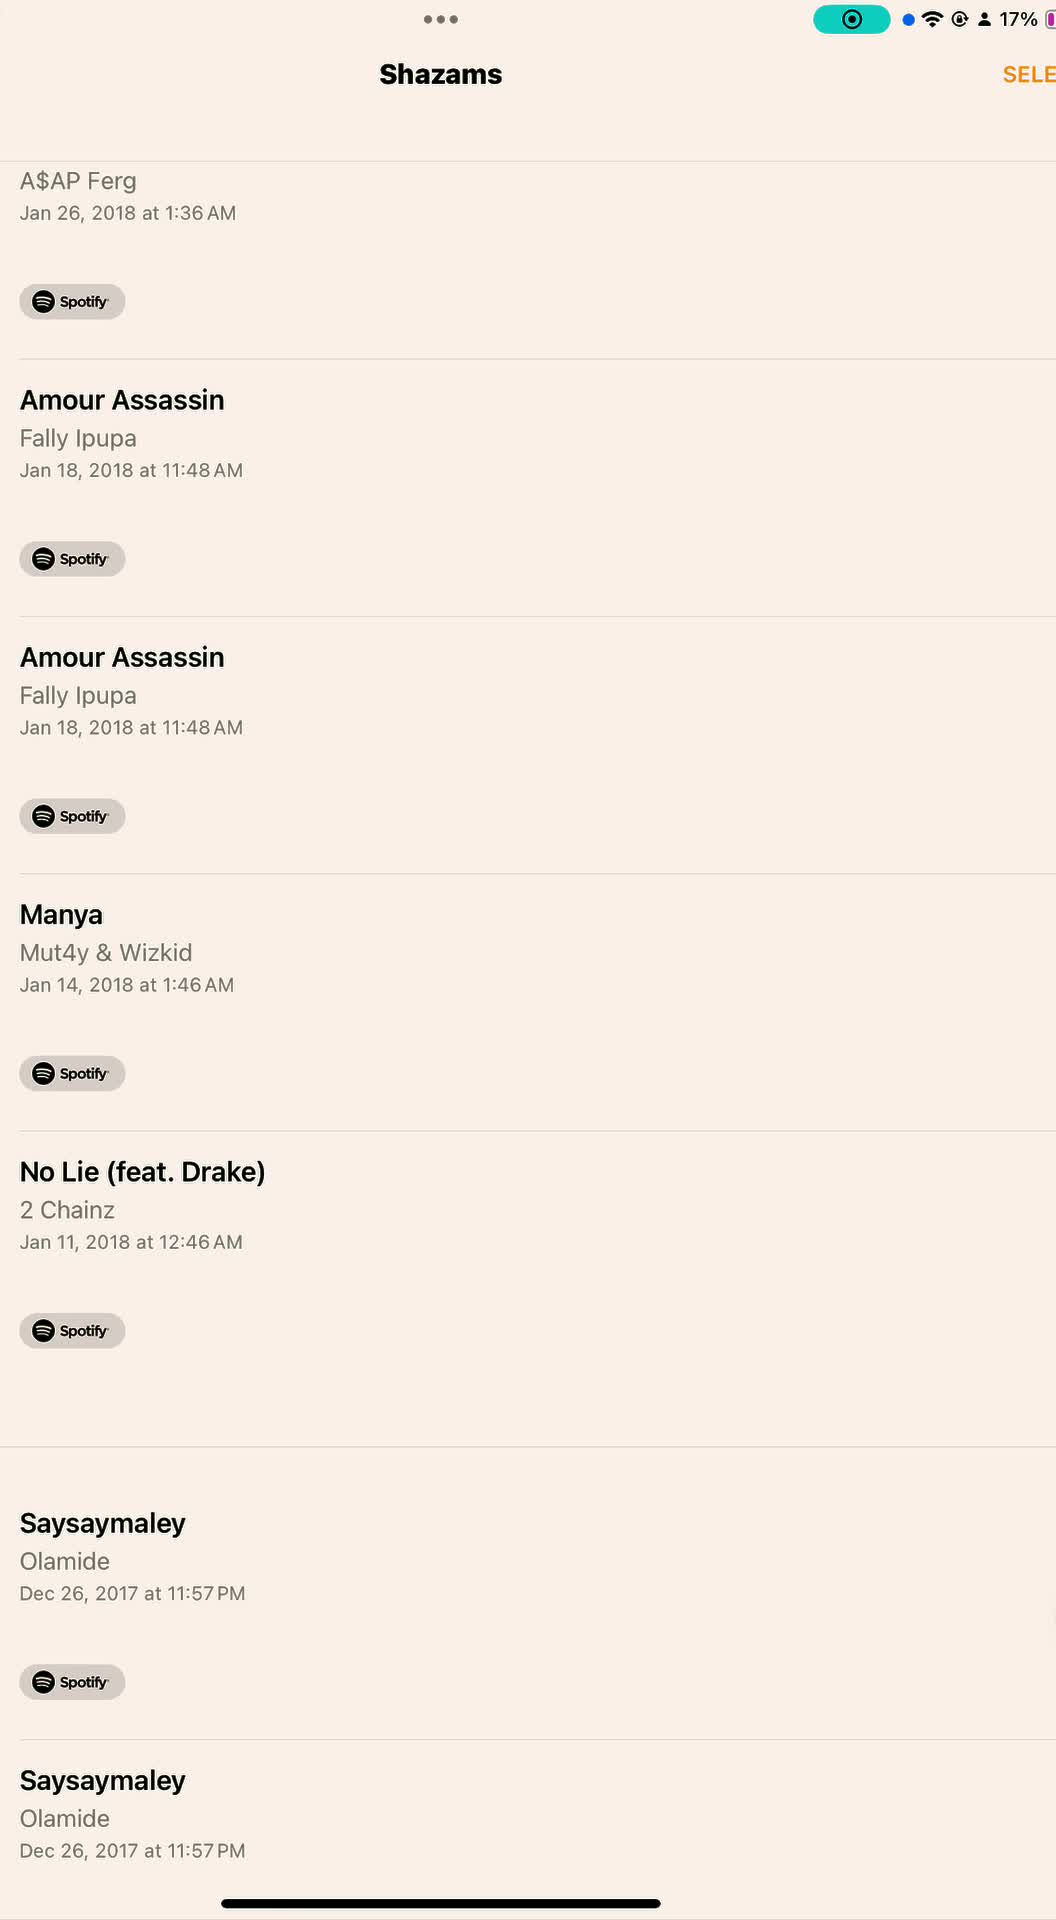 17%
Shazams
SELE
A$AP Ferg
Jan 26, 2018 at 1:36 AM
Spotify
Amour Assassin
Fally Ipupa
Jan 18, 2018 at 11:48 AM
Spotify
Amour Assassin
Fally Ipupa
Jan 18, 2018 at 11:48 AM
Spotify
Manya
Mut4y & Wizkid
Jan 14, 2018 at 1:46 AM
Spotify
No Lie (feat. Drake)
2 Chainz
Jan 11, 2018 at 12:46 AM
Spotify
Saysaymaley
Olamide
Dec 26, 2017 at 11:57 PM
Spotify
Saysaymaley
Olamide
Dec 26, 2017 at 11:57 PM